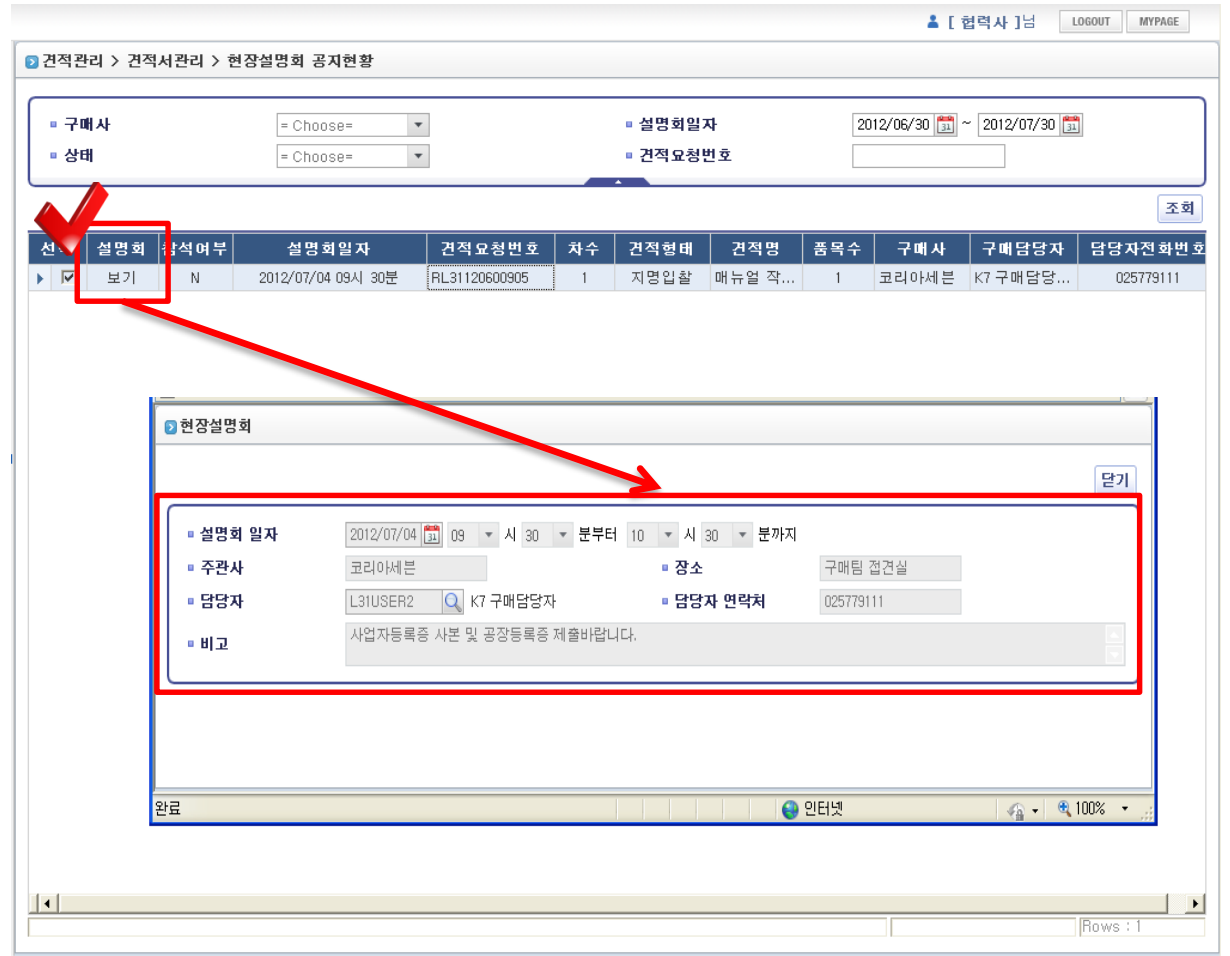 [ 협력사 ]님 LOGOUT MYPAGE
견적관리 > 견적서관리 > 현장설명회 공지현황
구매사 = Choose= 설명회일자 2012/06/30 ~ 2012/07/30
상태 = Choose= 견적요청번호
조회
설명회 참석여부 설명회일자 견적요청번호 차수 견적형태 견적명 품목수 구매사 구매담당자 담당자전화번호
보기 N 2012/07/04 09시 30분 RL31120600905 1 지명입찰 매뉴얼 작... 1 코리아세븐 K7 구매담당... 025779111
현장설명회
닫기
설명회 일자 2012/07/04 09 시 30 분부터 10 시 30 분까지
주관사 코리아세븐 장소 구매팀 접견실
담당자 L31USER2 K7 구매담당자 담당자 연락처 025779111
비고 사업자등록증 사본 및 공장등록증 제출바랍니다.
완료 인터넷 100%
Rows : 1